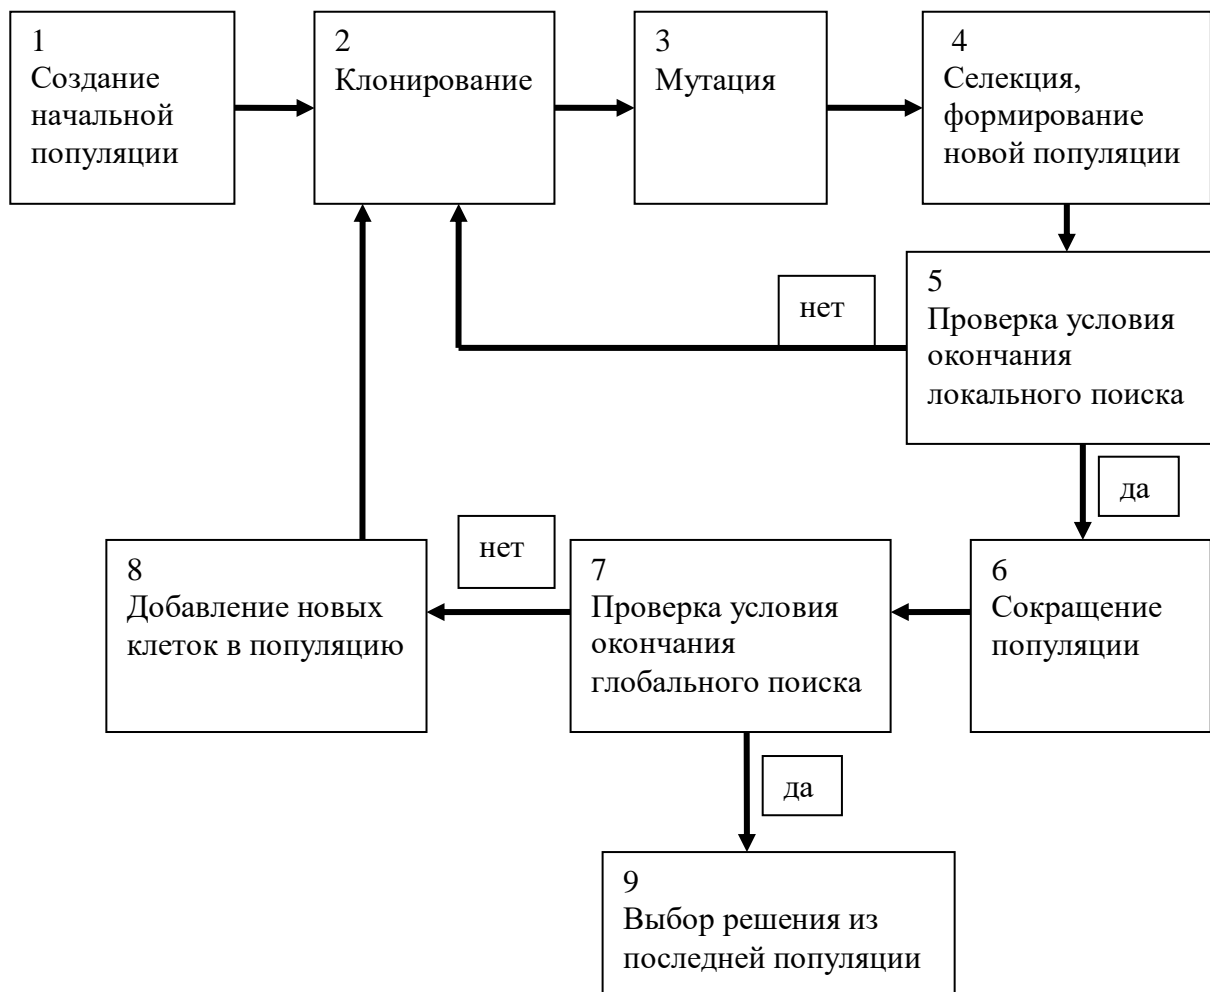 1
Создание
начальной
популяции
2
Клонирование
3
Мутация
4
Селекция,
формирование
новой популяции
5
Проверка условия
окончания
локального поиска
нет
да
6
Сокращение
популяции
7
Проверка условия
окончания
глобального поиска
нет
8
Добавление новых
клеток в популяцию
да
9
Выбор решения из
последней популяции